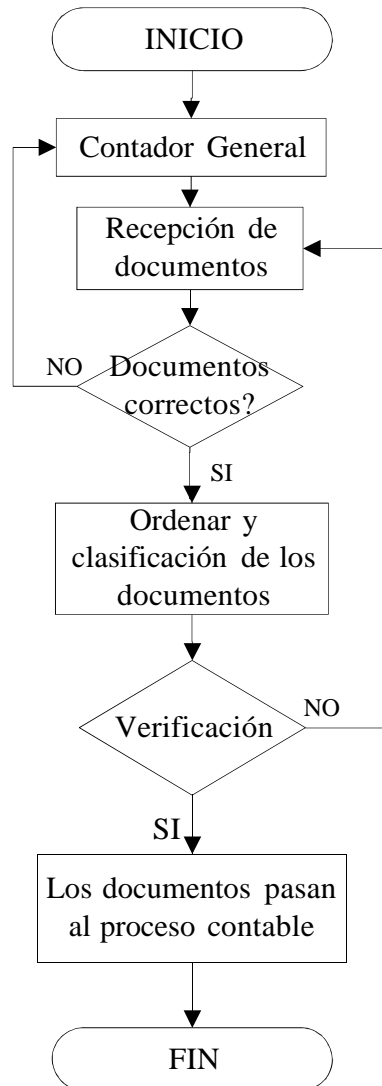 INICIO
Contador General
Recepción de
documentos
NO
Documentos
correctos?
SI
Ordenar y
clasificación de los
documentos
NO
Verificación
SI
Los documentos pasan
al proceso contable
FIN